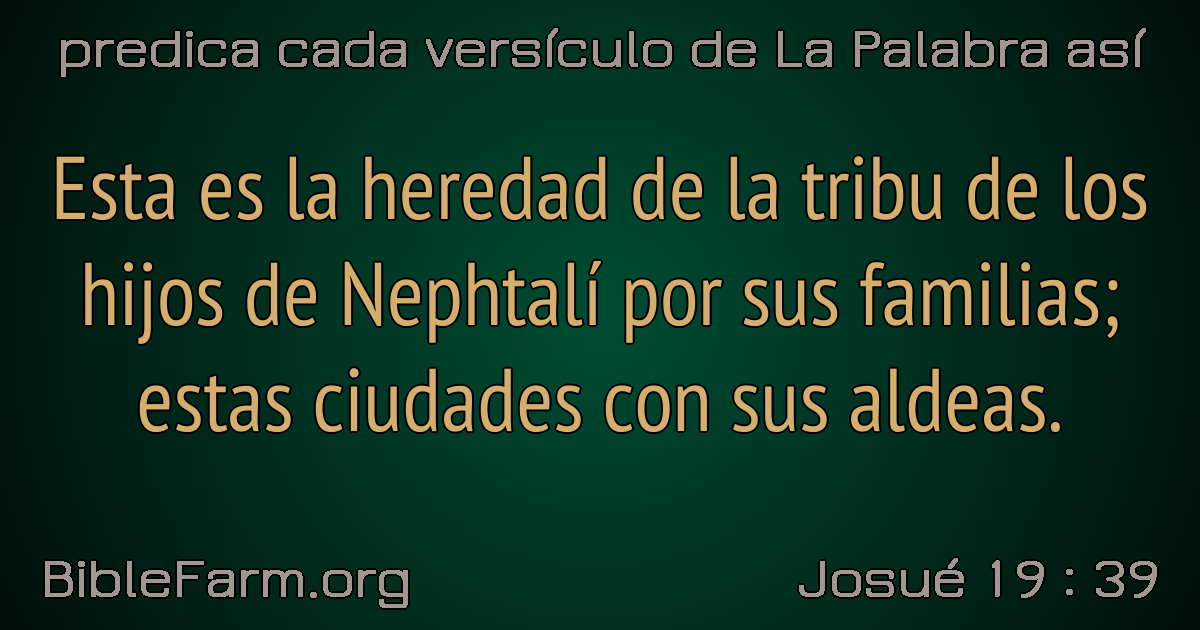 predica cada versículo de La Palabra así
Esta es la heredad de la tribu de los
hijos de Nephtalí por sus familias;
estas ciudades con sus aldeas.
BibleFarm.org
Josué 19 : 39